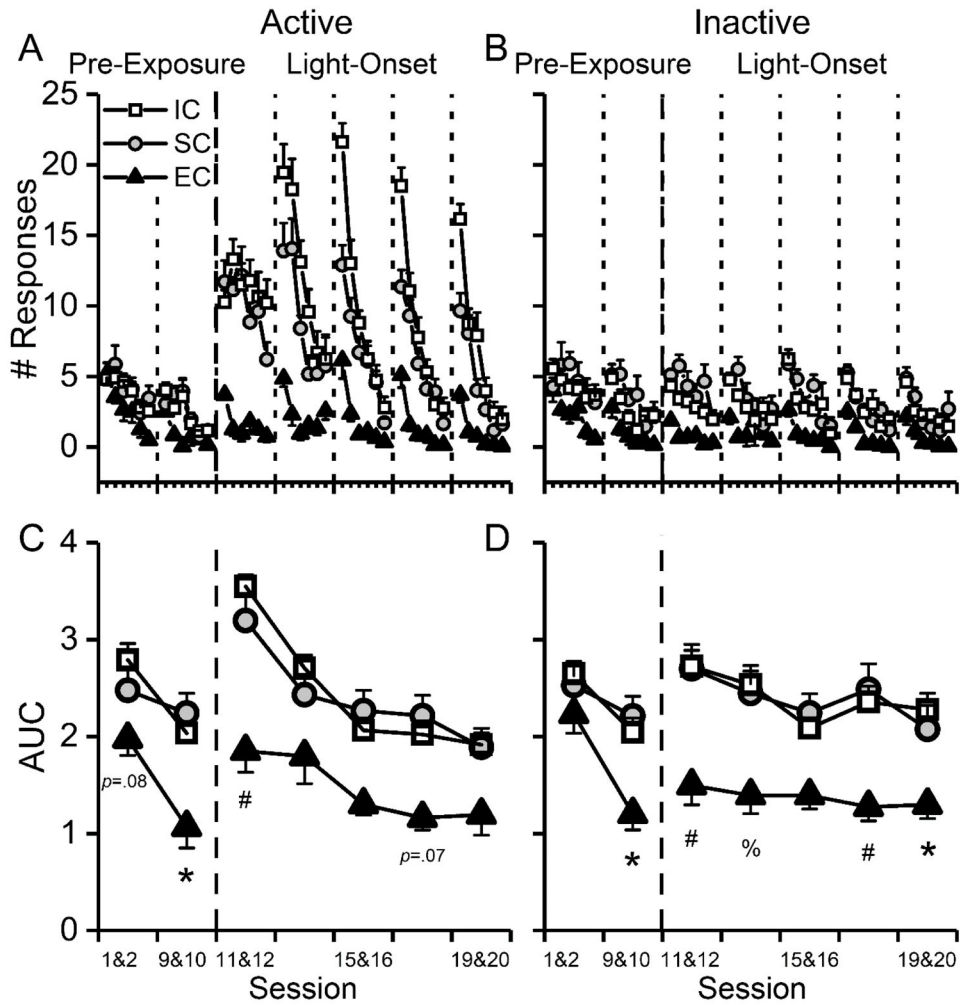 Active
Inactive
A
B
Pre-Exposure
Light-Onset
Pre-Exposure
Light-Onset
25
20
15
10
5
0
# Responses
IC
SC
EC
C
D
4
3
2
1
0
AUC
p=.08
*
#
p=.07
*
#
%
#
*
1&2
9&10
11&12
15&16
19&20
1&2
9&10
11&12
15&16
19&20
Session
Session